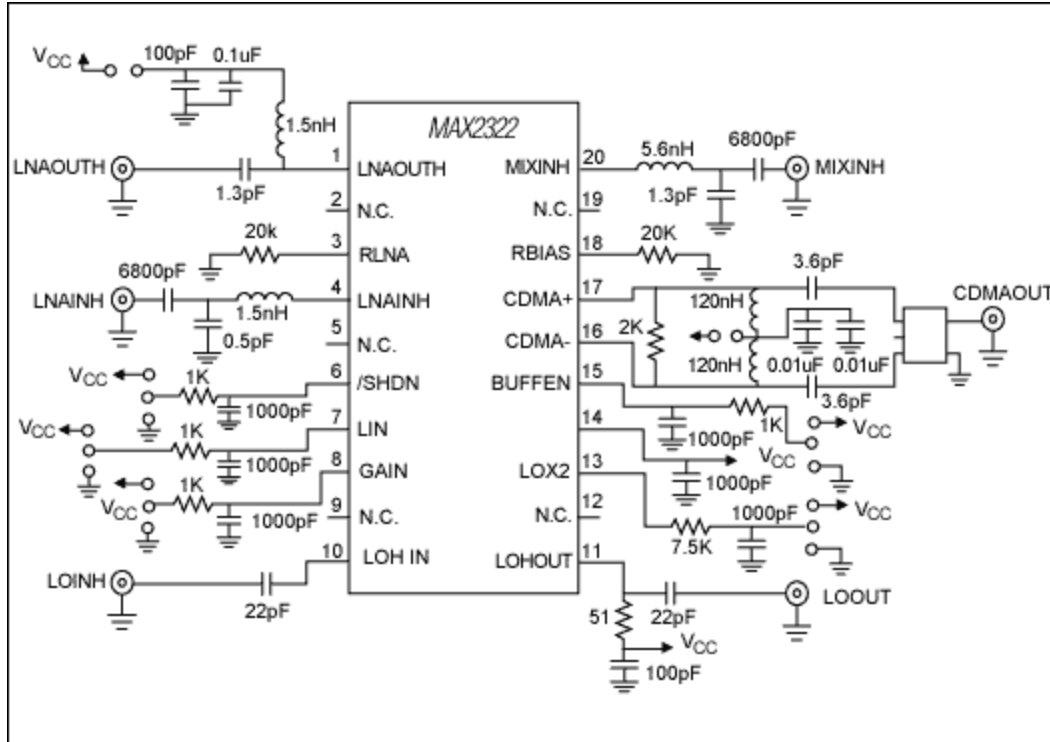 VCC
100pF
0.1uF
1.5nH
MAX2322
LNAOUTH
1.3pF
1
LNAOUTH
MIXINH
20
5.6nH
6800pF
MIXINH
1.3pF
2
N.C.
N.C.
19
20k
3
RLNA
RBIAS
18
20K
6800pF
LNAINH
1.5nH
0.5pF
4
LNAINH
CDMA+
17
3.6pF
120nH
CDMAOUT
5
N.C.
CDMA-
16
2K
120nH
0.01uF
0.01uF
3.6pF
VCC
1K
1000pF
6
/SHDN
BUFFEN
15
1K
1000pF
VCC
VCC
1K
1000pF
7
LIN
14
VCC
1000pF
VCC
1K
1000pF
8
GAIN
LOX2
13
7.5K
1000pF
VCC
9
N.C.
N.C.
12
LOINH
22pF
10
LOH IN
LOHOUT
11
22pF
LOOUT
51
VCC
100pF